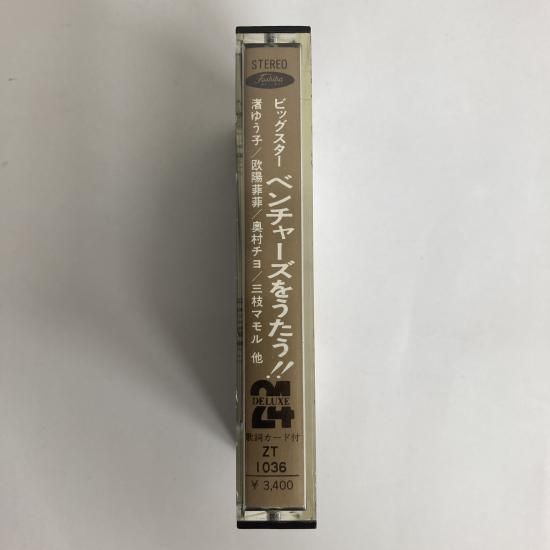 STEREO
Toshiba
ビッグスター
ベンチャーズをうたう!!
渚ゆう子/欧陽菲菲/奥村チヨ/三枝マモル 他
24
DELUXE
歌詞カード付
ZT
1036
¥ 3,400